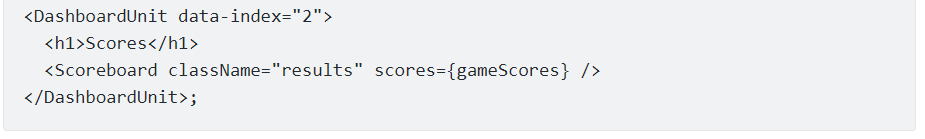 <DashboardUnit data-index="2">
  <h1>Scores</h1>
  <Scoreboard className="results" scores={gameScores} />
</DashboardUnit>;